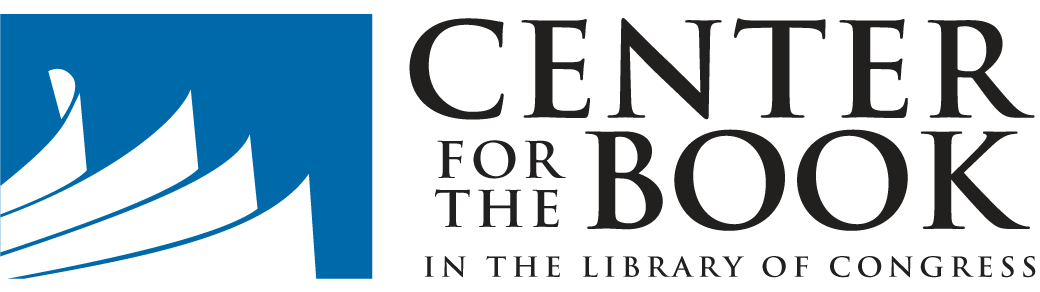 CENTER
FOR THE BOOK
IN THE LIBRARY OF CONGRESS